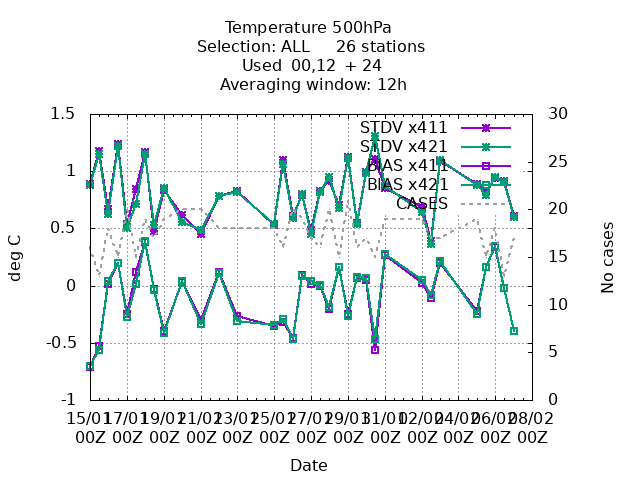 Temperature 500hPa
Selection: ALL     26 stations
Used  00,12  + 24
Averaging window: 12h
1.5
1
0.5
0
-0.5
-1
30
25
20
15
10
5
0
STDV x411
STDV x421
BIAS x411
BIAS x421
CASES
deg C
No cases
15/01 17/01 19/01 21/01 23/01 25/01 27/01 29/01 31/01 02/02 04/02 06/02 08/02
00Z 00Z 00Z 00Z 00Z 00Z 00Z 00Z 00Z 00Z 00Z 00Z 00Z
Date